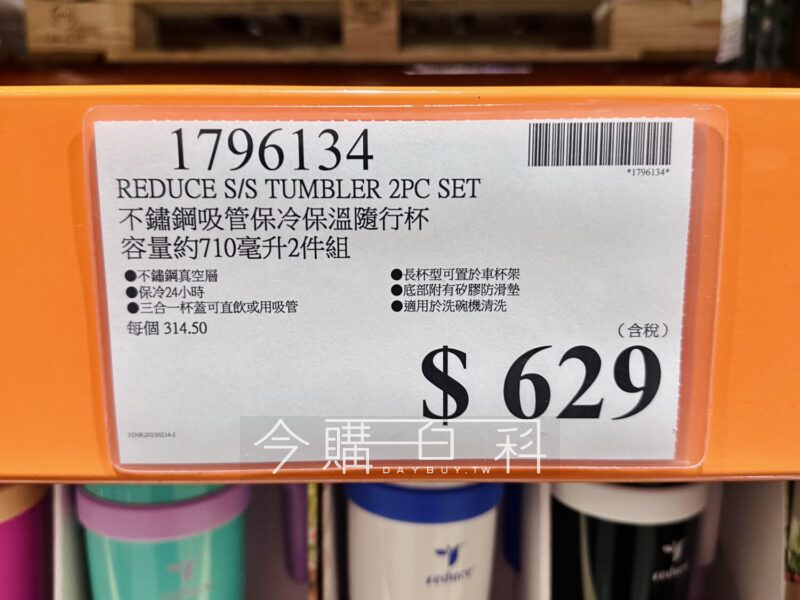 1796134
*1796134*
REDUCE S/S TUMBLER 2PC SET
不鏽鋼吸管保冷保溫隨行杯
容量約710毫升2件組
●不鏽鋼真空層
●保冷24小時
●三合一杯蓋可直飲或用吸管
●長杯型可置於車杯架
●底部附有矽膠防滑墊
●適用於洗碗機清洗
每個 314.50
(含稅)
$ 629
今購百科
DAYBUY.TW
reduce
reduce
reduce